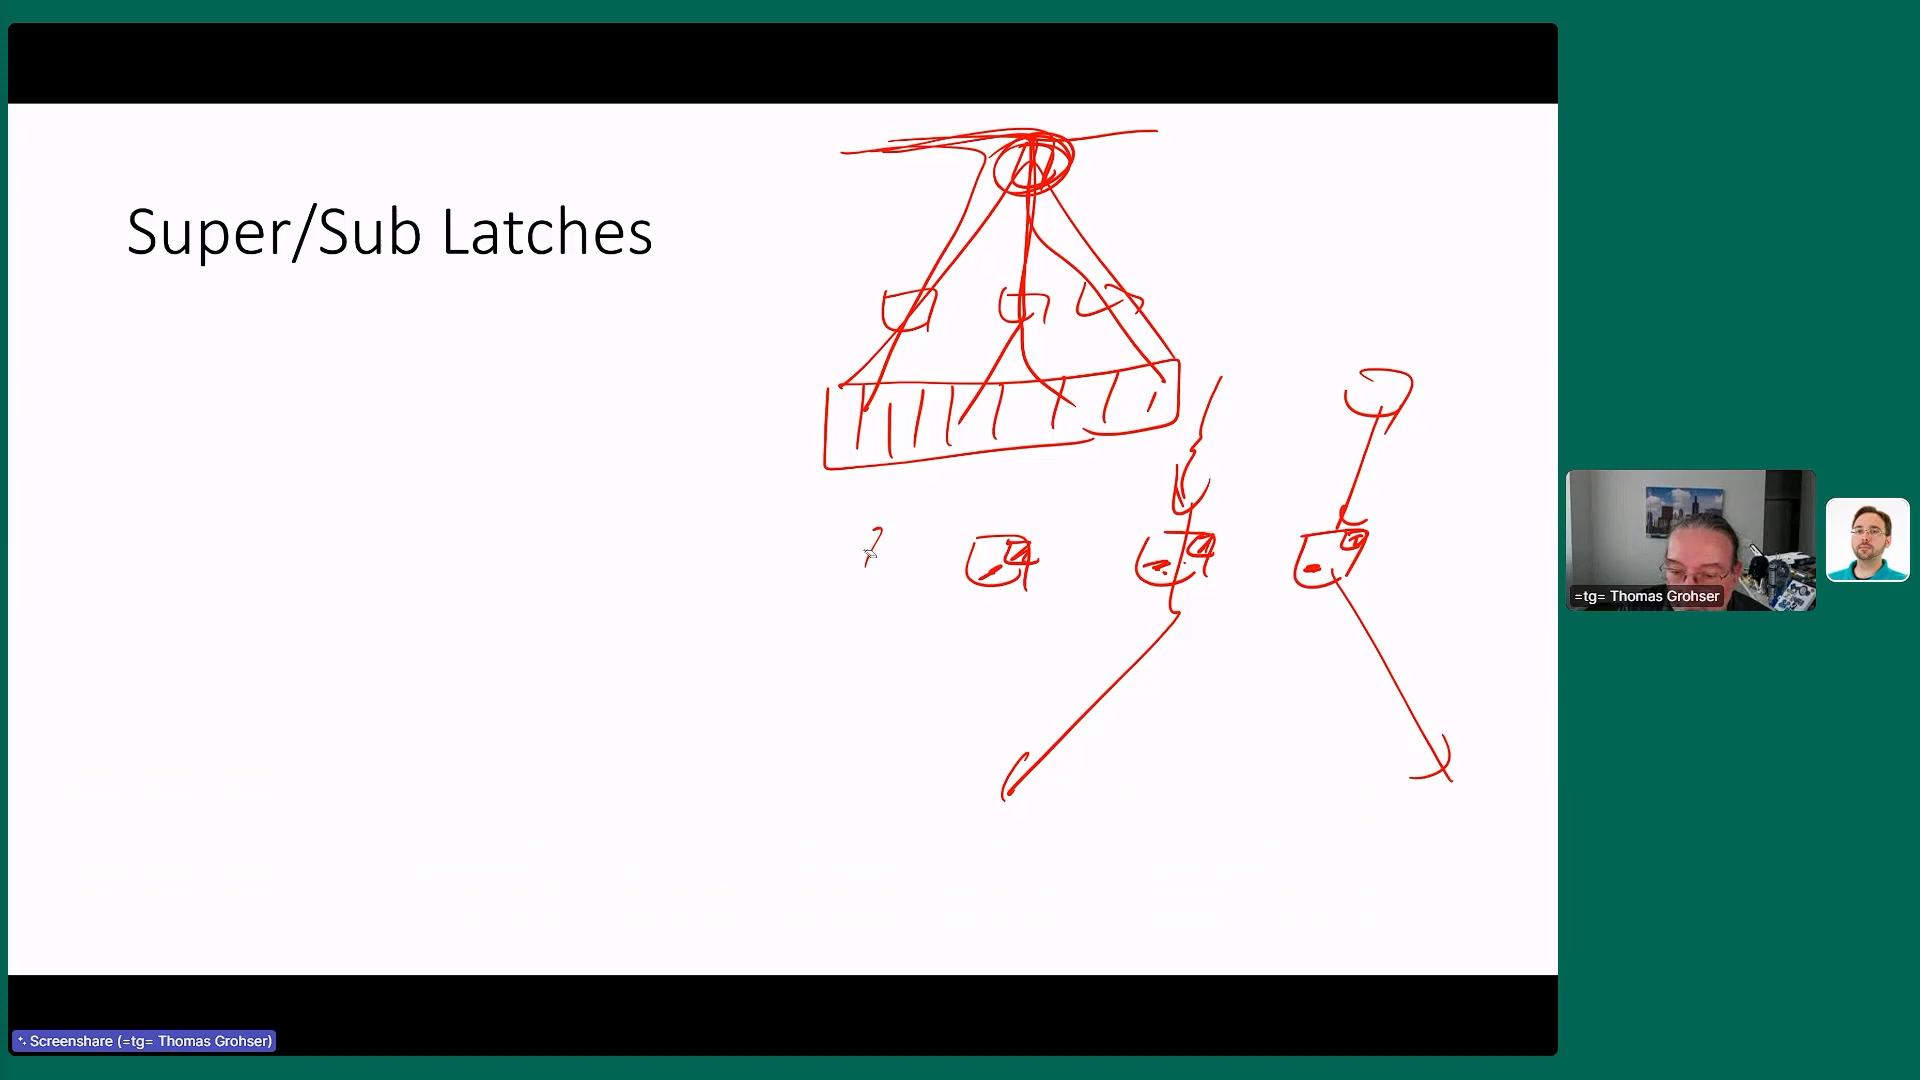 Super/Sub Latches
=tg= Thomas Grohser
Screenshare (=tg= Thomas Grohser)